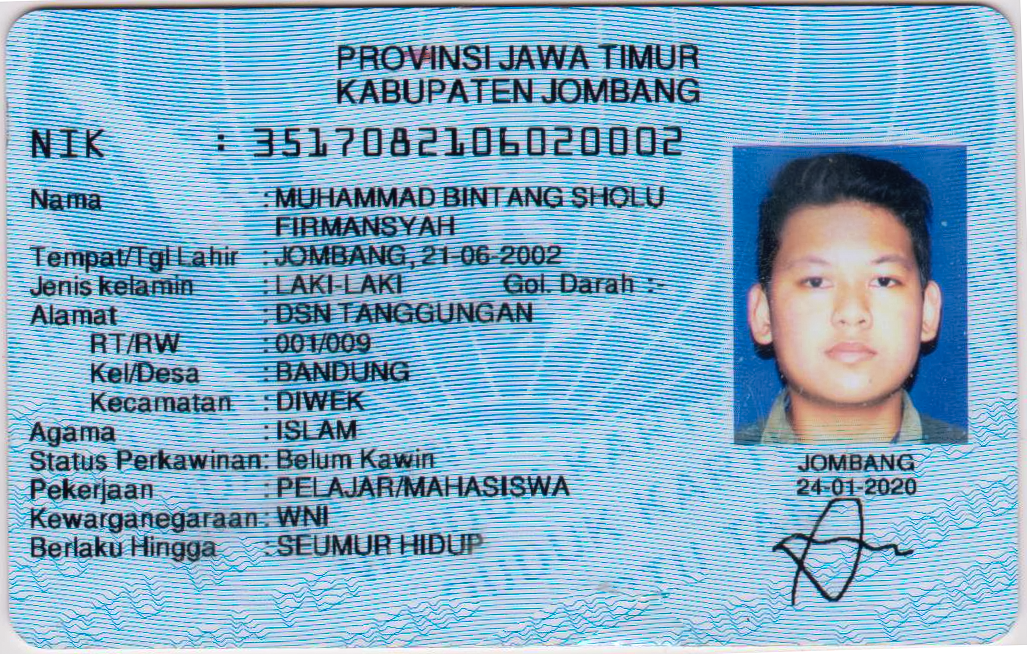 PROVINSI JAWA TIMUR
KABUPATEN JOMBANG
NIK : 3517082106020002
Nama : MUHAMMAD BINTANG SHOLU
FIRMANSYAH
Tempat/Tgl Lahir : JOMBANG, 21-06-2002
Jenis kelamin : LAKI-LAKI Gol. Darah :-
Alamat : DSN TANGGUNGAN
RT/RW : 001/009
Kel/Desa : BANDUNG
Kecamatan : DIWEK
Agama : ISLAM
Status Perkawinan: Belum Kawin
Pekerjaan : PELAJAR/MAHASISWA
Kewarganegaraan: WNI
Berlaku Hingga : SEUMUR HIDUP
JOMBANG
24-01-2020